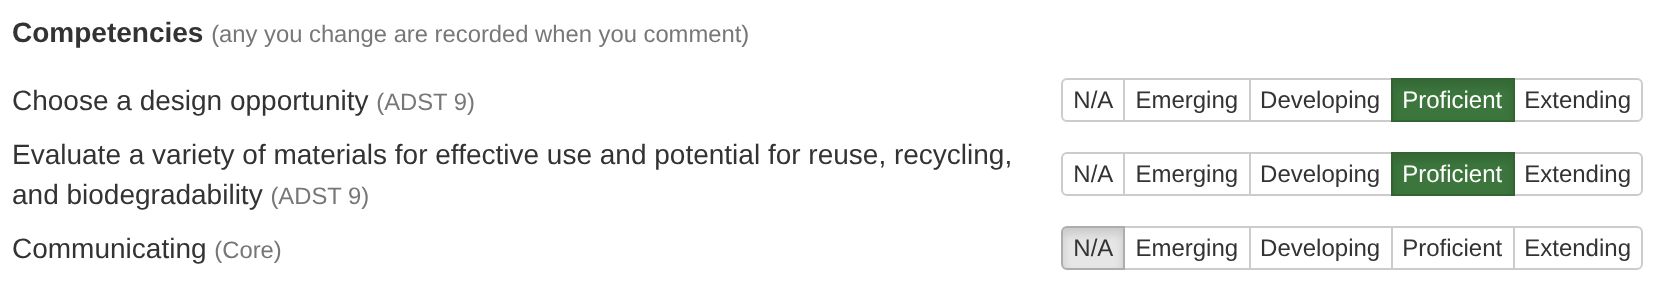 Competencies (any you change are recorded when you comment)
Choose a design opportunity (ADST 9) N/A Emerging Developing Proficient Extending
Evaluate a variety of materials for effective use and potential for reuse, recycling,
and biodegradability (ADST 9) N/A Emerging Developing Proficient Extending
Communicating (Core) N/A Emerging Developing Proficient Extending